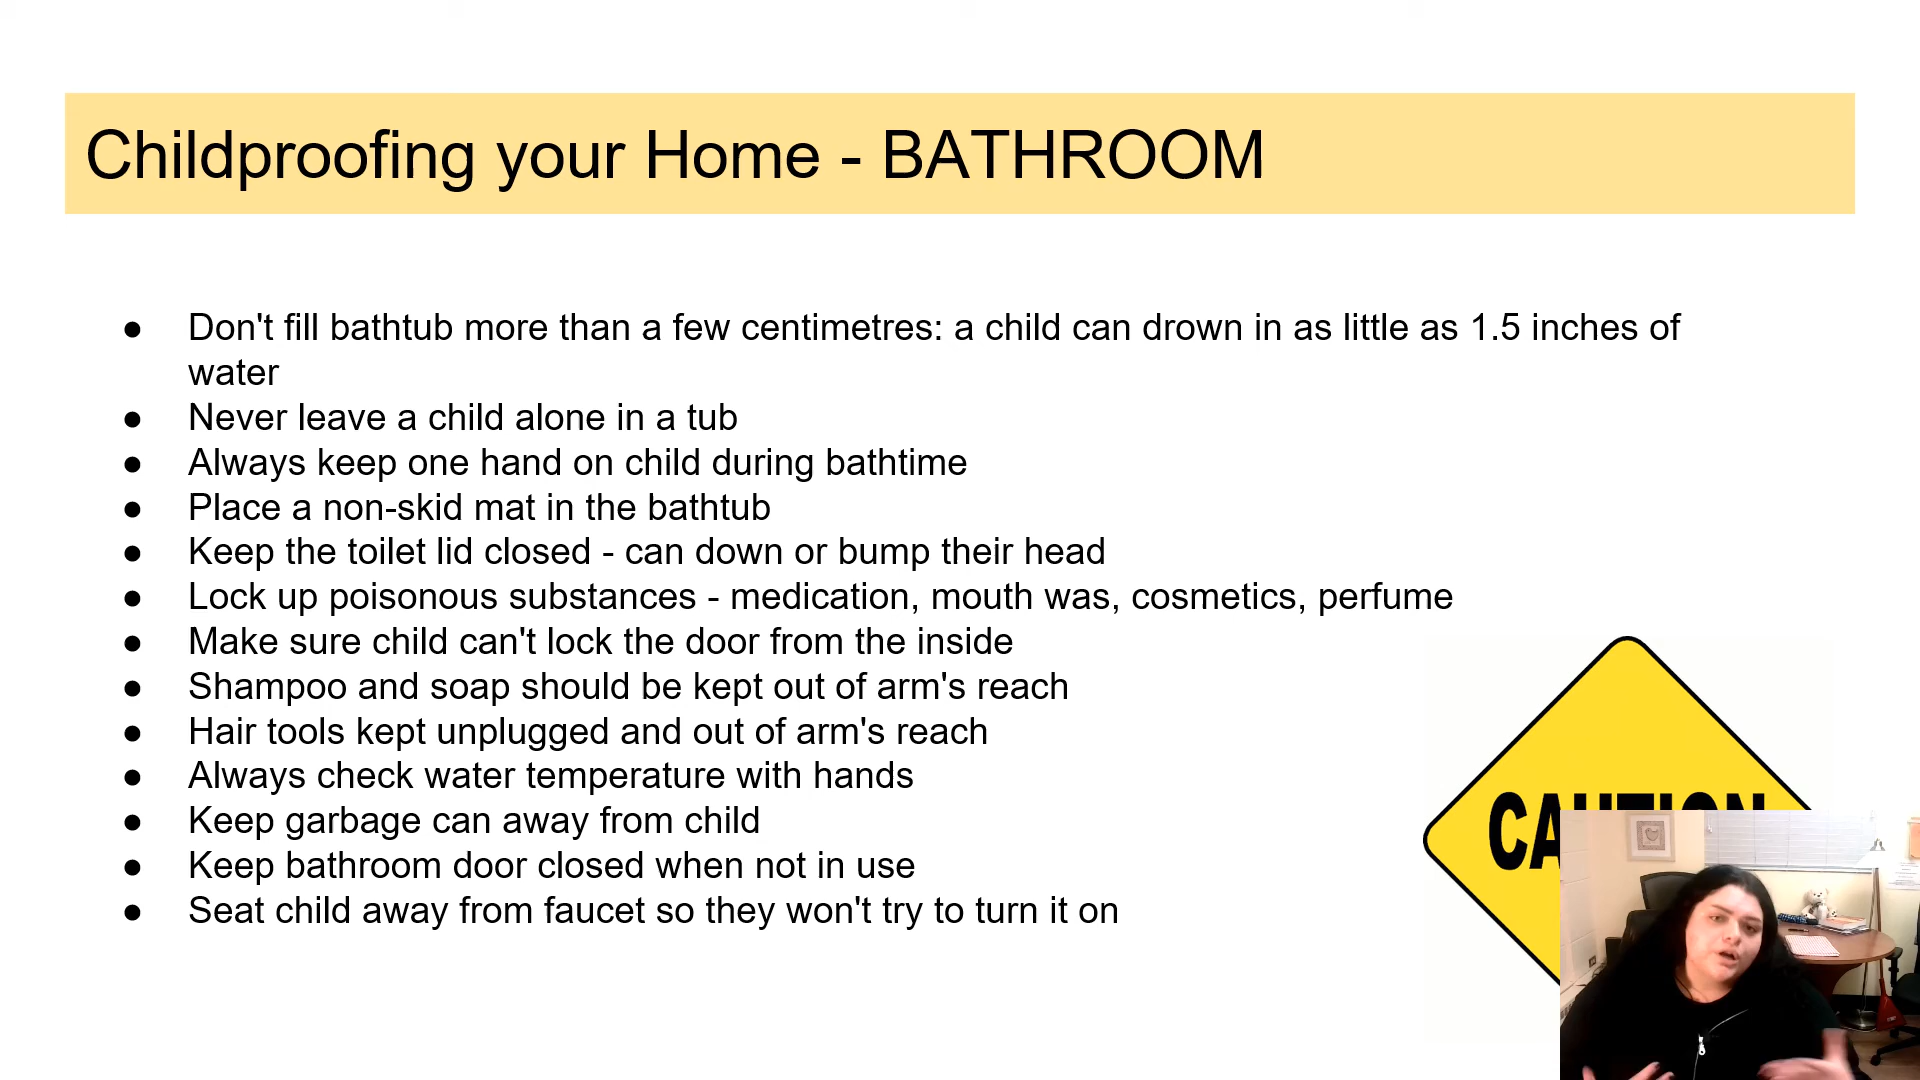 Childproofing your Home - BATHROOM
● Don't fill bathtub more than a few centimetres: a child can drown in as little as 1.5 inches of
water
● Never leave a child alone in a tub
● Always keep one hand on child during bathtime
● Place a non-skid mat in the bathtub
● Keep the toilet lid closed - can down or bump their head
● Lock up poisonous substances - medication, mouth was, cosmetics, perfume
● Make sure child can't lock the door from the inside
● Shampoo and soap should be kept out of arm's reach
● Hair tools kept unplugged and out of arm's reach
● Always check water temperature with hands
● Keep garbage can away from child
● Keep bathroom door closed when not in use
● Seat child away from faucet so they won't try to turn it on
CAUTION